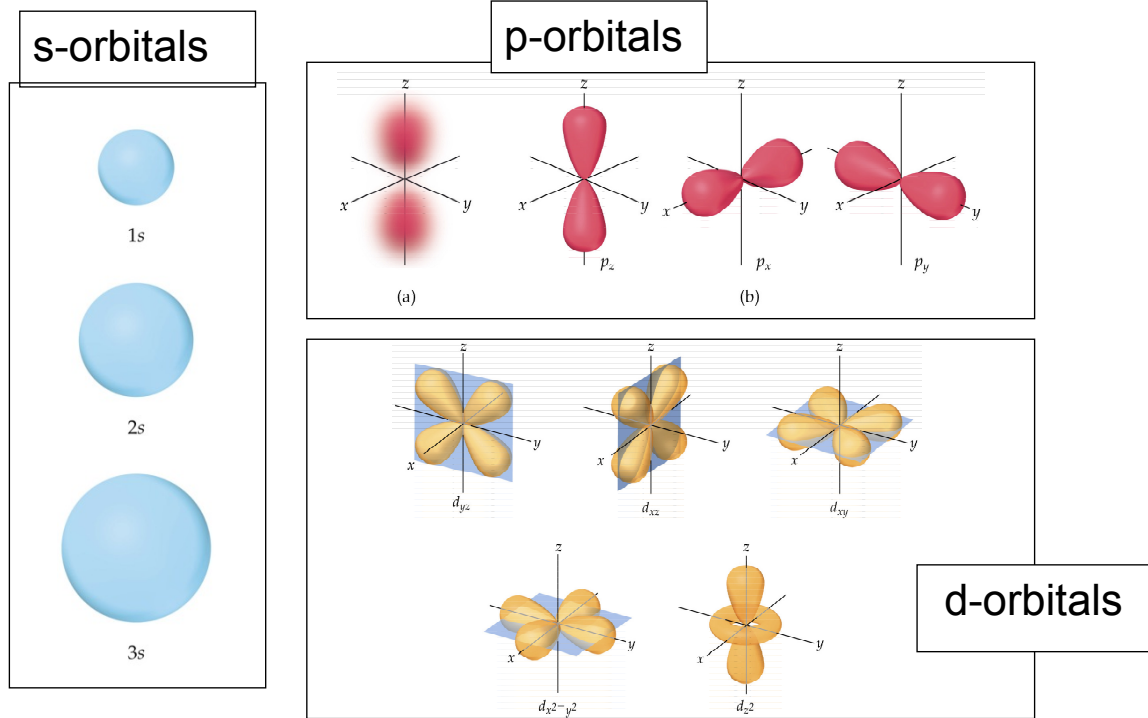 s-orbitals
1s
2s
3s
p-orbitals
z
x
y
(a)
z
x
y
p_z
z
x
y
p_x
(b)
z
x
y
p_y
z
x
y
d_yz
z
x
y
d_xz
z
x
y
d_xy
z
x
y
d_x²−y²
z
x
y
d_z²
d-orbitals